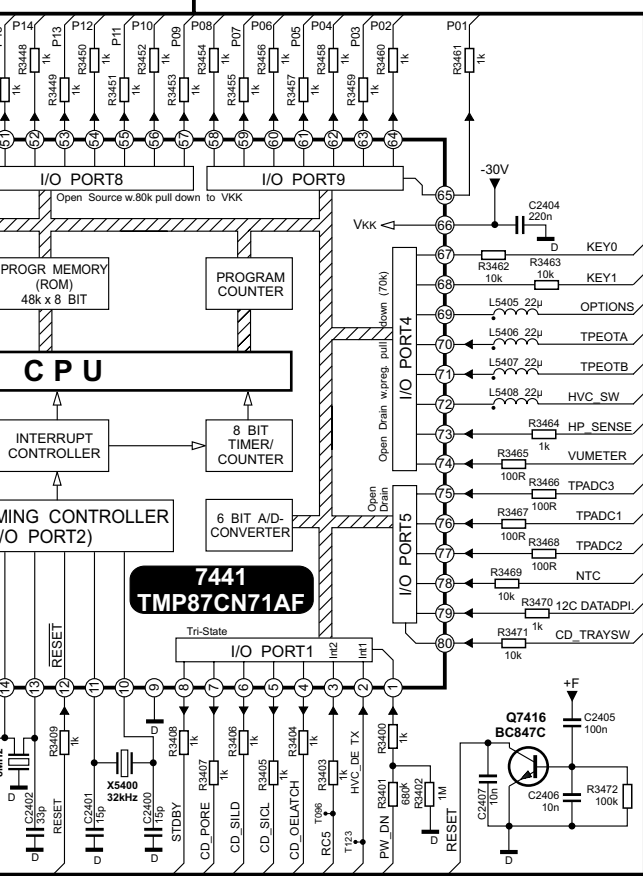 P14 P12 P10 P08 P06 P04 P02 P01
P13 P11 P09 P07 P05 P03
R3448 1k
R3449 1k
R3450 1k
R3451 1k
R3452 1k
R3453 1k
R3454 1k
R3455 1k
R3456 1k
R3457 1k
R3458 1k
R3459 1k
R3460 1k
R3461 1k
51 52 53 54 55 56 57 58 59 60 61 62 63 64
I/O PORT8
I/O PORT9
Open Source w.80k pull down to VKK
65
-30V
VKK
66
C2404
220n
D
67
R3462
10k
KEY0
68
R3463
10k
KEY1
69
L5405 22µ
OPTIONS
70
L5406 22µ
TPEOTA
71
L5407 22µ
TPEOTB
72
L5408 22µ
HVC_SW
73
R3464
1k
HP_SENSE
74
R3465
100R
VUMETER
75
R3466
100R
TPADC3
76
R3467
100R
TPADC1
77
R3468
100R
TPADC2
78
R3469
10k
NTC
79
R3470
1k
12C DATADPI.
80
R3471
10k
CD_TRAYSW
I/O PORT4
Open Drain w.preg. pull down (70k)
I/O PORT5
Open
Drain
PROGR MEMORY
(ROM)
48k x 8 BIT
PROGRAM
COUNTER
CPU
INTERRUPT
CONTROLLER
8 BIT
TIMER/
COUNTER
MING CONTROLLER
/O PORT2)
6 BIT A/D-
CONVERTER
7441
TMP87CN71AF
Tri-State
I/O PORT1
Int2
Int1
RESET
14 13 12 11 10 9 8 7 6 5 4 3 2 1
D
C2402
33p
D
R3409
1k
RESET
C2401
15p
D
X5400
32kHz
C2400
15p
D
D
R3408
1k
STDBY
R3407
1k
CD_PORE
R3406
1k
CD_SILD
R3405
1k
CD_SICL
R3404
1k
CD_OELATCH
R3403
1k
T096
RC5
HVC_DE TX
T123
R3400
1k
R3401
680K
R3402
1M
D
PW_DN
RESET
+F
Q7416
BC847C
C2405
100n
C2407
10n
C2406
10n
R3472
100k
D